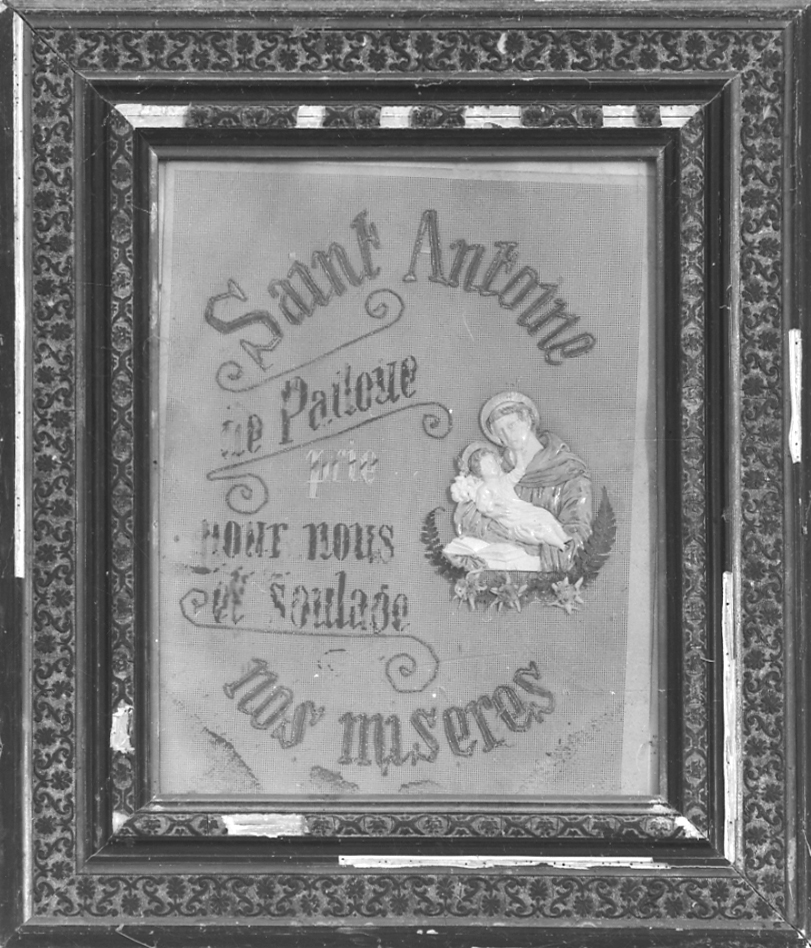 Saint Antoine
De Padoue
prie
pour nous
et soulage
nos miseres